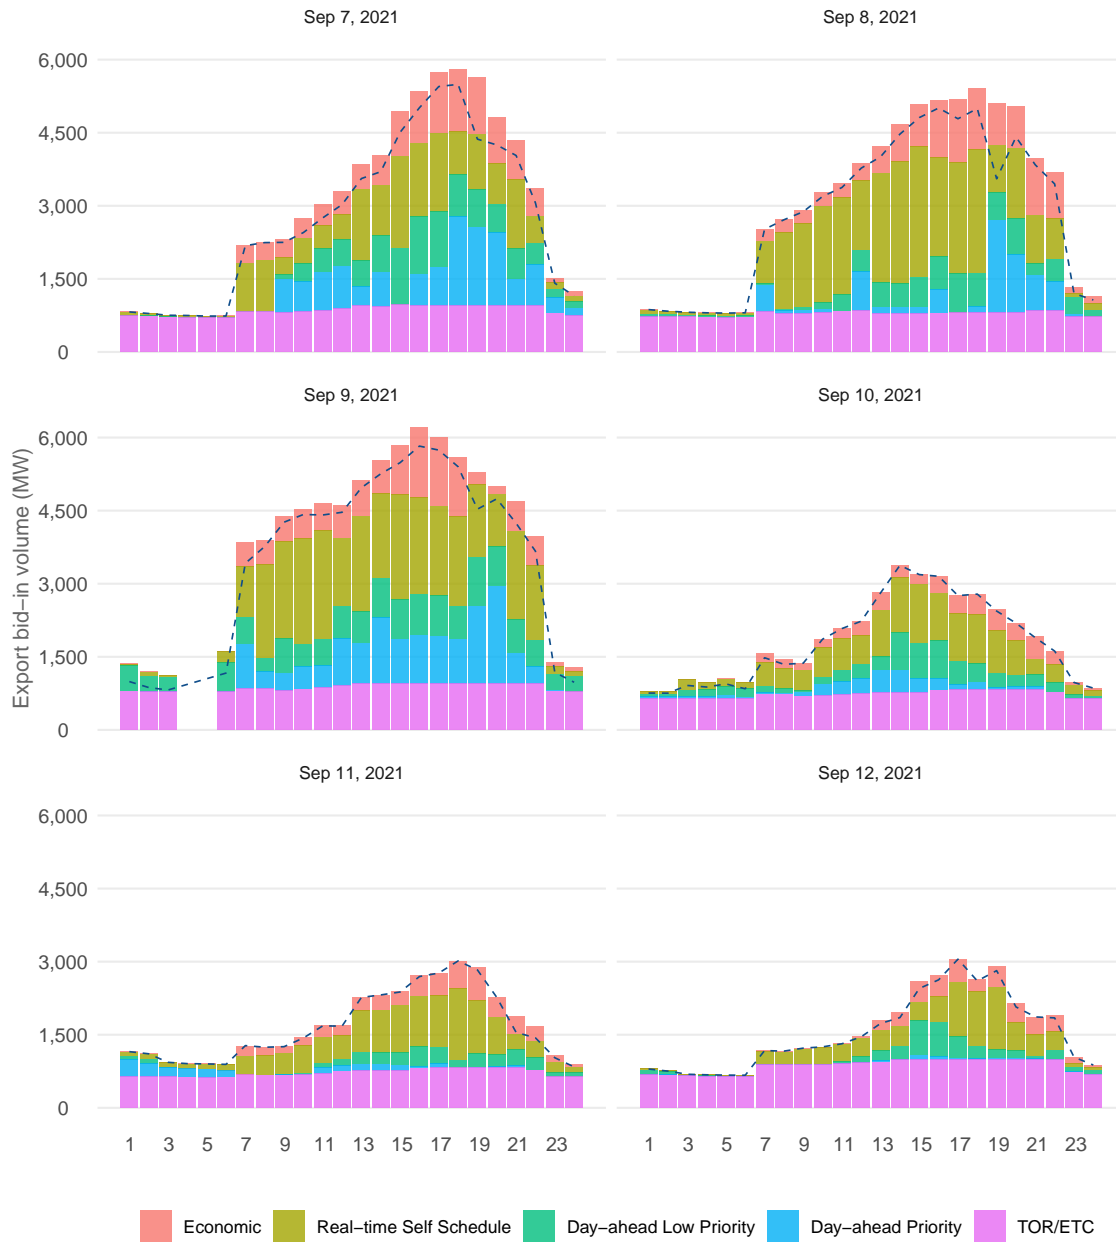 Sep 7, 2021
Sep 8, 2021
6,000
4,500
3,000
1,500
0
Sep 9, 2021
Sep 10, 2021
6,000
4,500
3,000
1,500
0
Export bid−in volume (MW)
Sep 11, 2021
Sep 12, 2021
6,000
4,500
3,000
1,500
0
1 3 5 7 9 11 13 15 17 19 21 23
1 3 5 7 9 11 13 15 17 19 21 23
Economic
Real−time Self Schedule
Day−ahead Low Priority
Day−ahead Priority
TOR/ETC